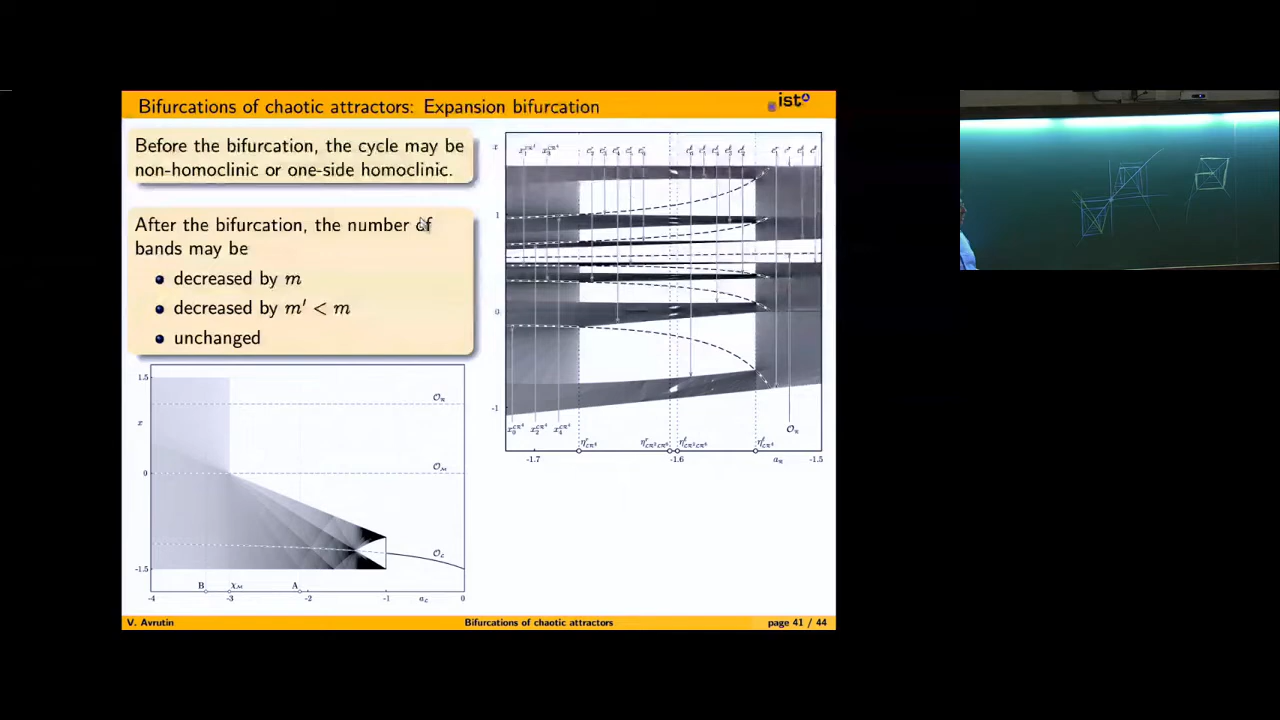 Bifurcations of chaotic attractors: Expansion bifurcation
ist
Before the bifurcation, the cycle may be
non-homoclinic or one-side homoclinic.
After the bifurcation, the number of
bands may be
decreased by m
decreased by m′ < m
unchanged
x
1
0
-1
-1.7
-1.6
-1.5
1.5
x
0
-1.5
B
A
-4
-3
-2
-1
0
V. Avrutin
Bifurcations of chaotic attractors
page 41 / 44